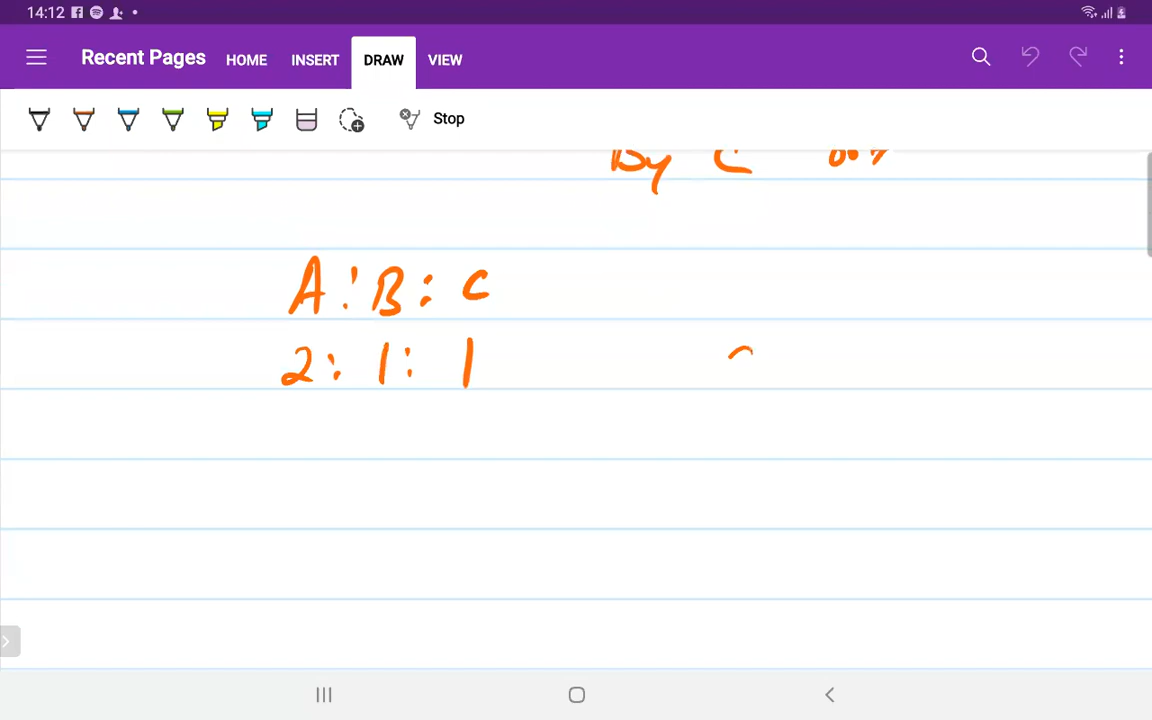 14:12
Recent Pages HOME INSERT DRAW VIEW
Stop
By C
A : B : C
2 : 1 : 1